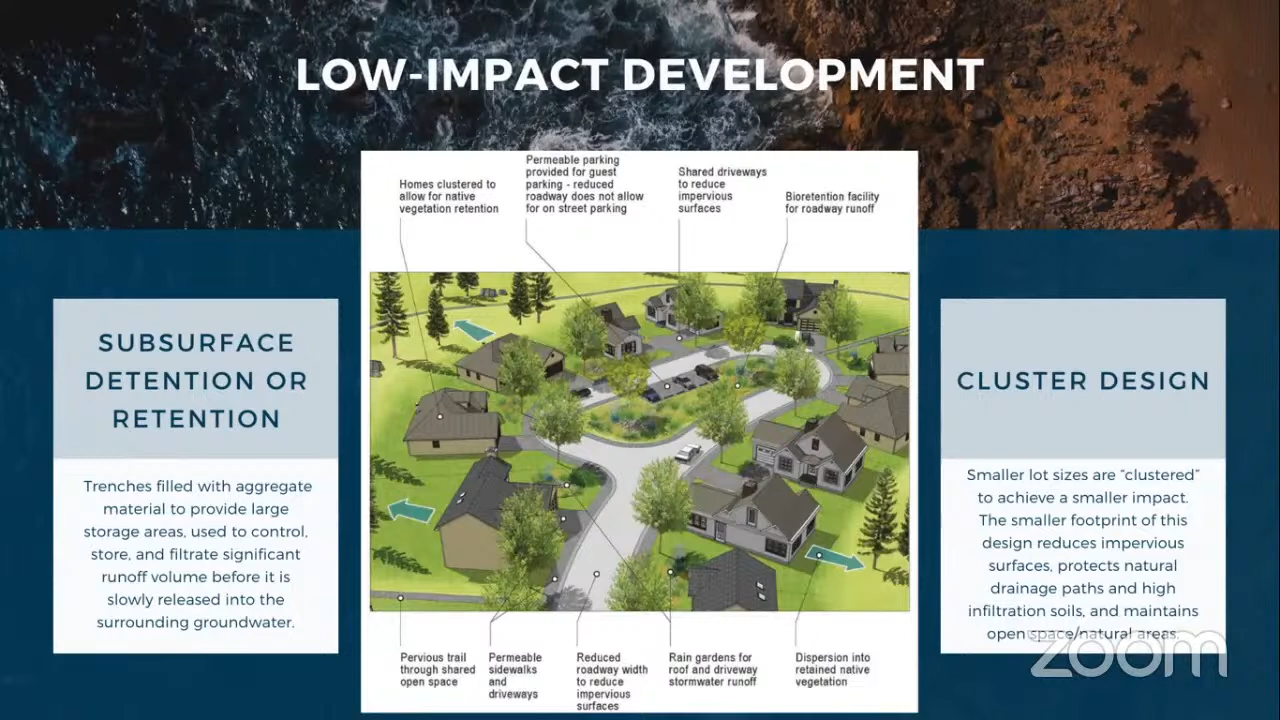 LOW-IMPACT DEVELOPMENT
Homes clustered to
allow for native
vegetation retention
Permeable parking
provided for guest
parking - reduced
roadway does not allow
for on street parking
Shared driveways
to reduce
impervious
surfaces
Bioretention facility
for roadway runoff
SUBSURFACE
DETENTION OR
RETENTION
Trenches filled with aggregate
material to provide large
storage areas, used to control,
store, and filtrate significant
runoff volume before it is
slowly released into the
surrounding groundwater.
Pervious trail
through shared
open space
Permeable
sidewalks
and
driveways
Reduced
roadway width
to reduce
impervious
surfaces
Rain gardens for
roof and driveway
stormwater runoff
Dispersion into
retained native
vegetation
CLUSTER DESIGN
Smaller lot sizes are “clustered”
to achieve a smaller impact.
The smaller footprint of this
design reduces impervious
surfaces, protects natural
drainage paths and high
infiltration soils, and maintains
open space/natural areas.
zoom